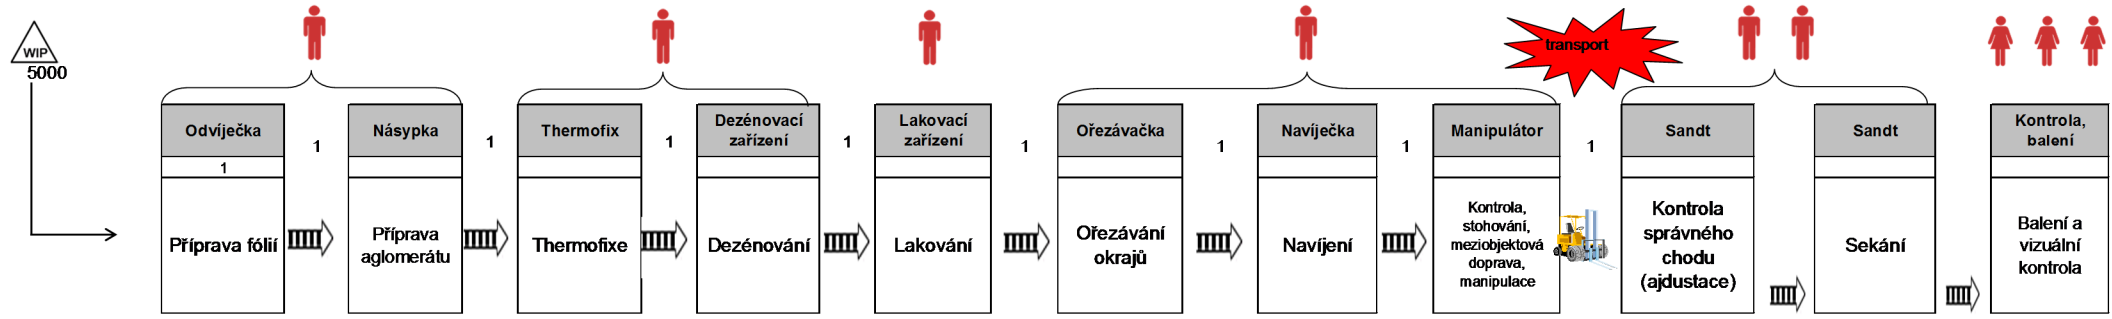 WIP
5000
transport
Odvíječka
1
Příprava fólií
1
Násypka
Příprava
aglomerátu
1
Thermofix
Thermofixe
1
Dezénovací
zařízení
Dezénování
1
Lakovací
zařízení
Lakování
1
Ořezávačka
Ořezávání
okrajů
1
Navíječka
Navíjení
1
Manipulátor
Kontrola,
stohování,
meziobjektová
doprava,
manipulace
1
Sandt
Kontrola
správného
chodu
(ajdustace)
Sandt
Sekání
Kontrola,
balení
Balení a
vizuální
kontrola